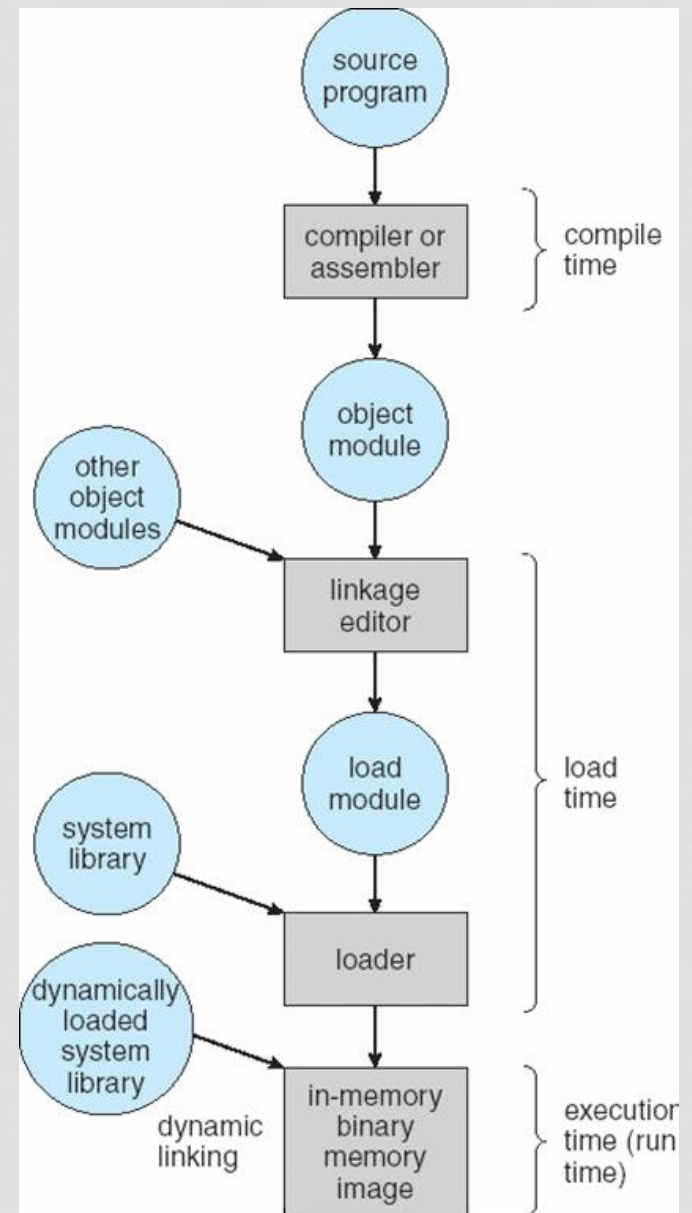 source
program
compiler or
assembler
compile
time
object
module
other
object
modules
linkage
editor
load
module
load
time
system
library
loader
dynamically
loaded
system
library
dynamic
linking
in-memory
binary
memory
image
execution
time (run
time)